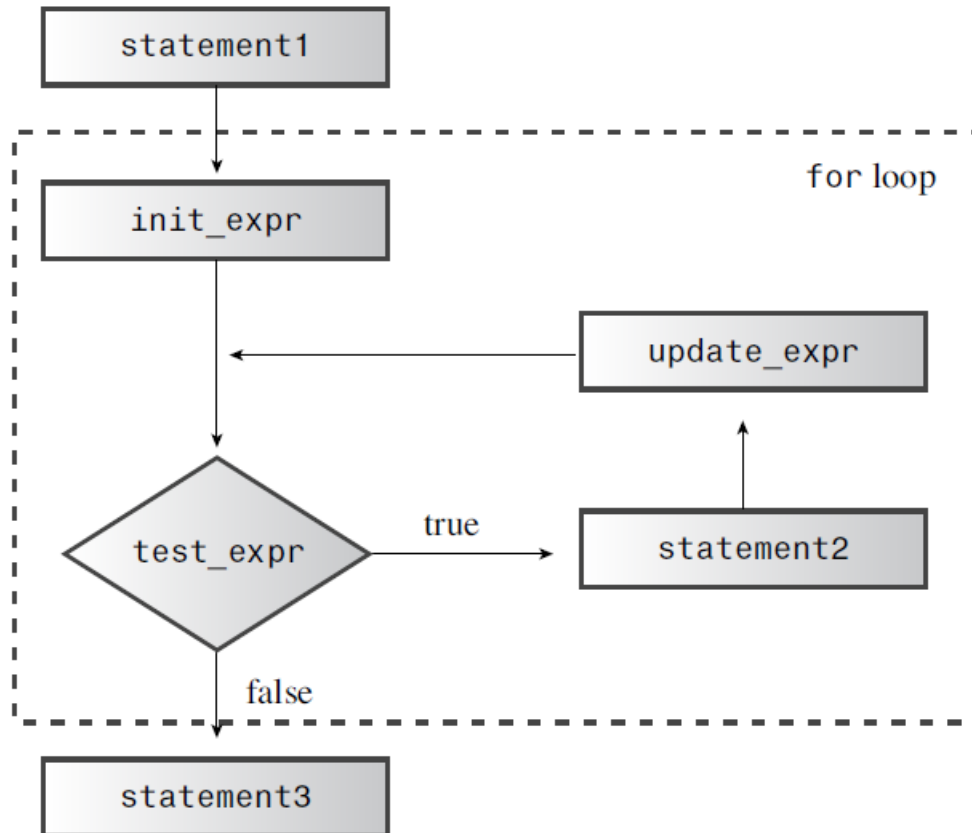 statement1
for loop
init_expr
update_expr
test_expr
true
statement2
false
statement3